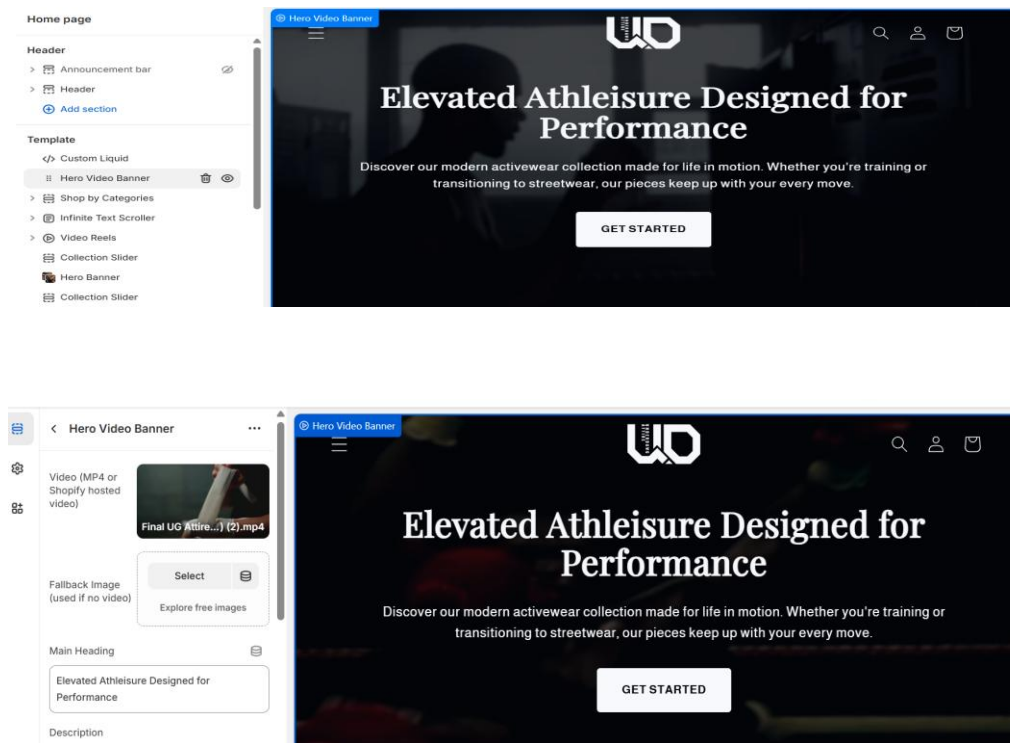 Home page
Hero Video Banner
Header
Announcement bar
Header
Add section
Template
Custom Liquid
Hero Video Banner
Shop by Categories
Infinite Text Scroller
Video Reels
Collection Slider
Hero Banner
Collection Slider
Elevated Athleisure Designed for
Performance
Discover our modern activewear collection made for life in motion. Whether you're training or
transitioning to streetwear, our pieces keep up with your every move.
GET STARTED
Hero Video Banner
Video (MP4 or
Shopify hosted
video)
Final UG Attire...) (2).mp4
Fallback Image
(used if no video)
Select
Explore free images
Main Heading
Elevated Athleisure Designed for
Performance
Description
Hero Video Banner
Elevated Athleisure Designed for
Performance
Discover our modern activewear collection made for life in motion. Whether you're training or
transitioning to streetwear, our pieces keep up with your every move.
GET STARTED